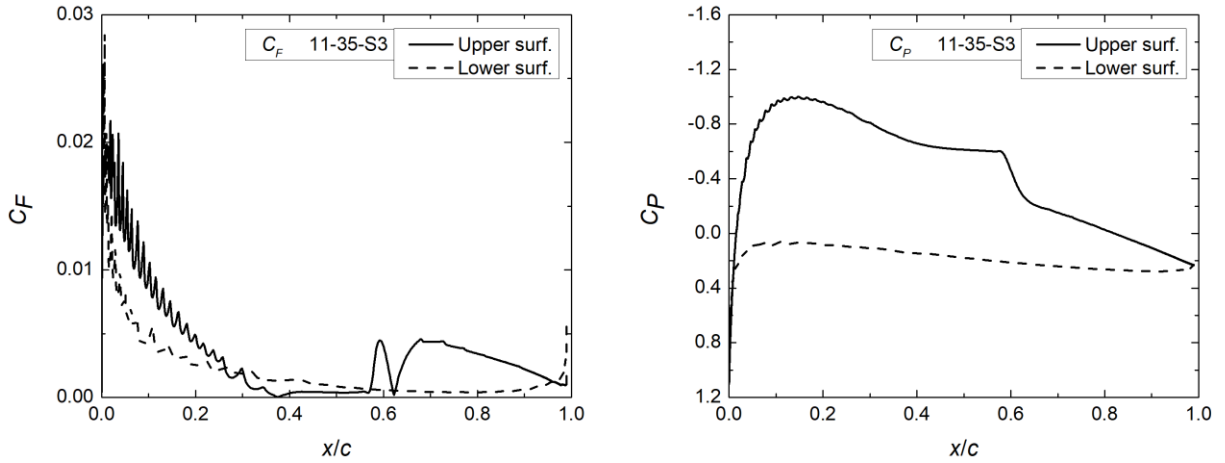 0.03
0.02
0.01
0.00
C_F
C_F 11-35-S3
Upper surf.
Lower surf.
0.0 0.2 0.4 0.6 0.8 1.0
x/c
-1.6
-1.2
-0.8
-0.4
0.0
0.4
0.8
1.2
C_P
C_P 11-35-S3
Upper surf.
Lower surf.
0.0 0.2 0.4 0.6 0.8 1.0
x/c